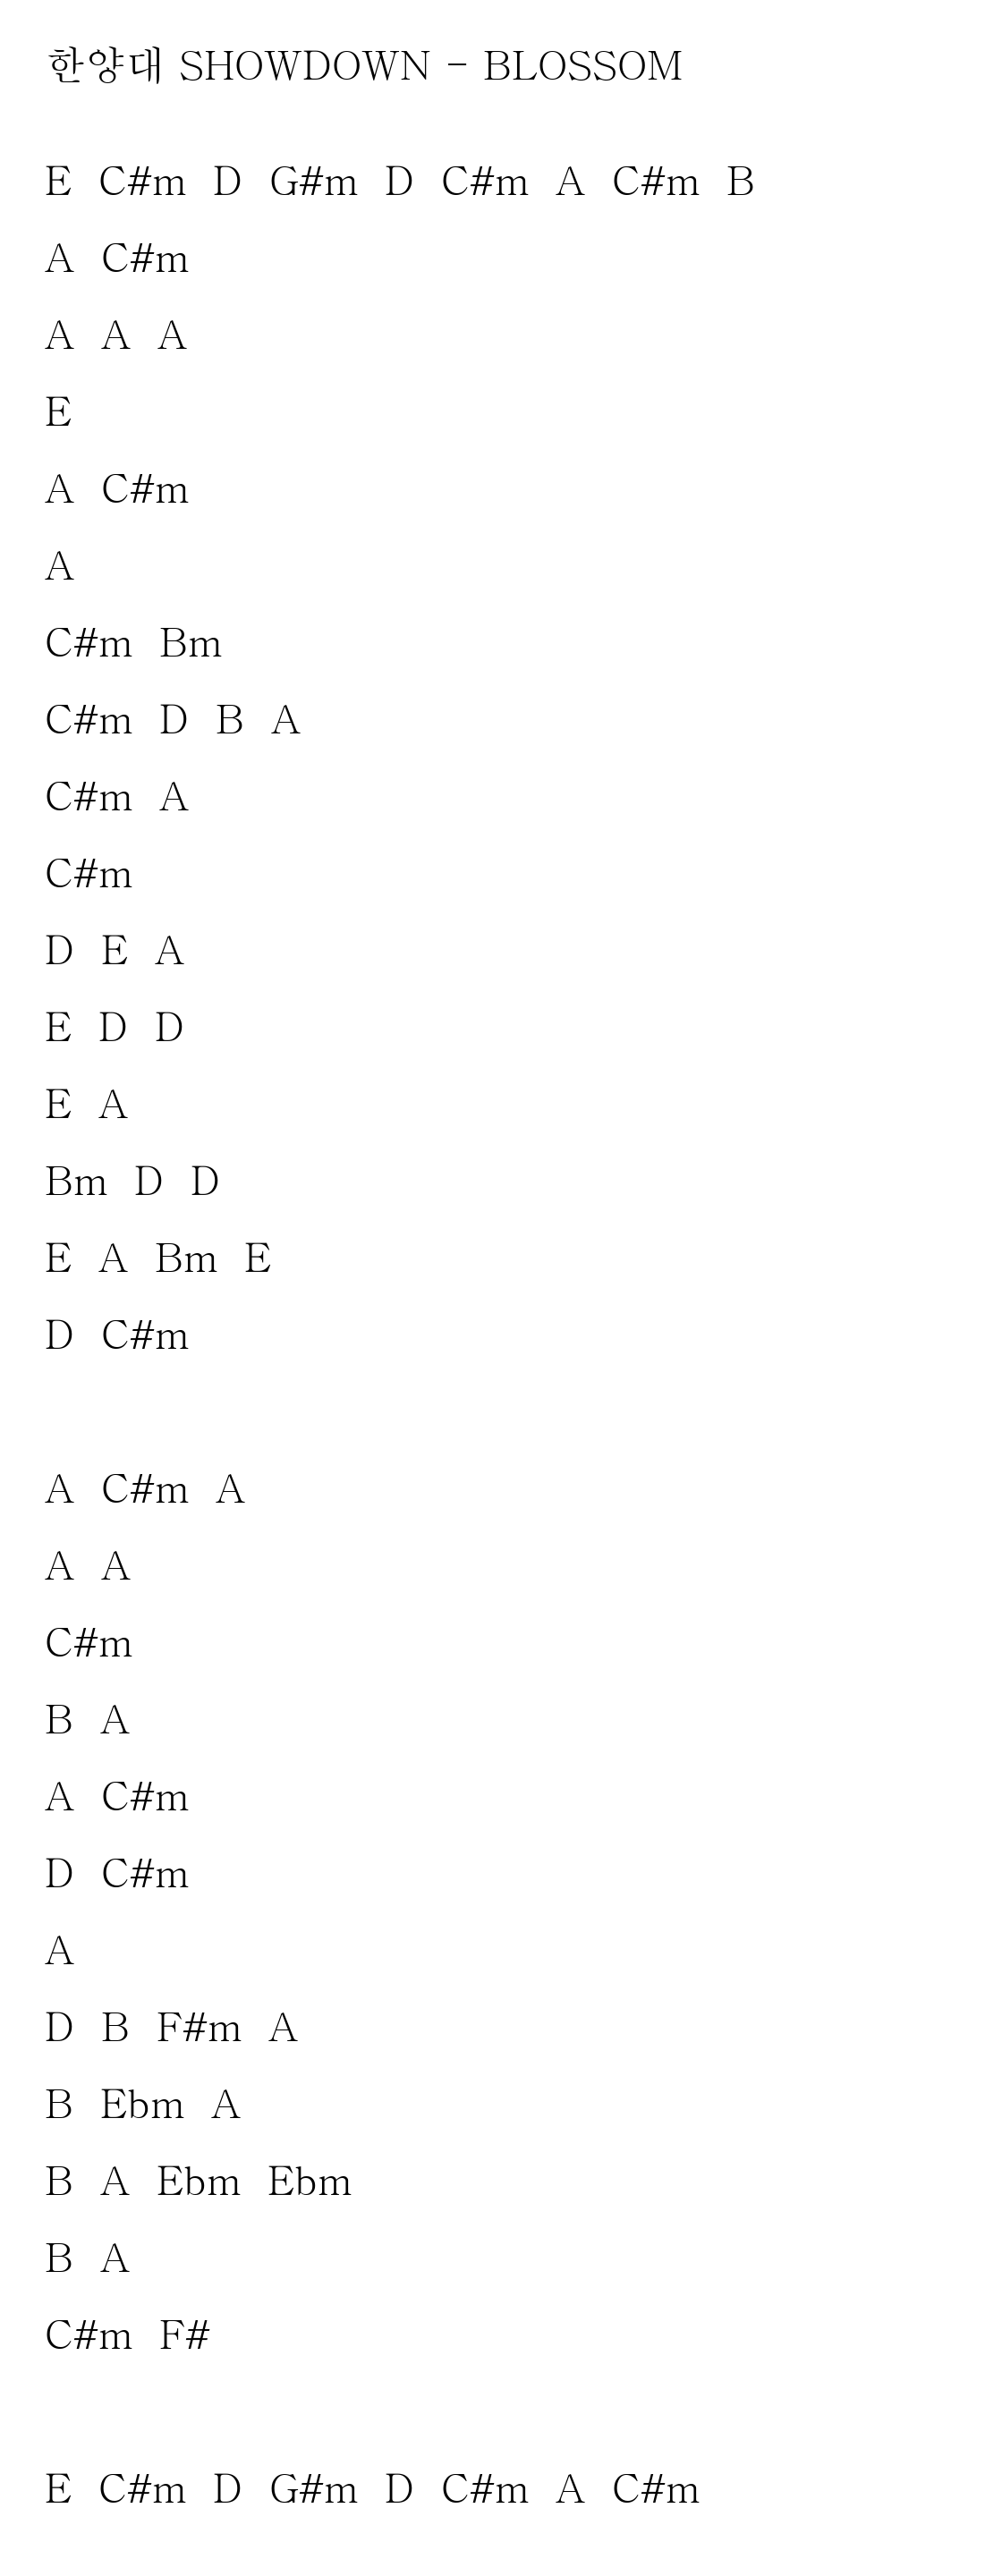 한양대 SHOWDOWN - BLOSSOM
E C#m D G#m D C#m A C#m B
A C#m
A A A
E
A C#m
A
C#m Bm
C#m D B A
C#m A
C#m
D E A
E D D
E A
Bm D D
E A Bm E
D C#m
A C#m A
A A
C#m
B A
A C#m
D C#m
A
D B F#m A
B Ebm A
B A Ebm Ebm
B A
C#m F#
E C#m D G#m D C#m A C#m